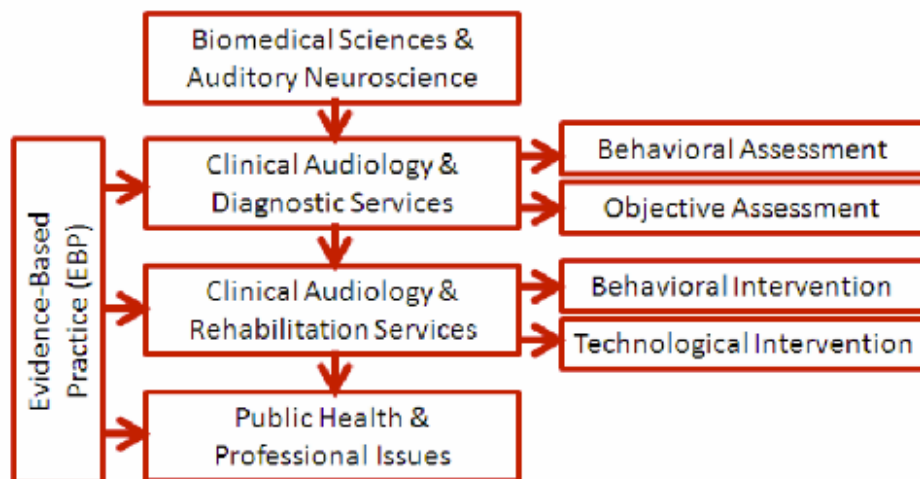 Biomedical Sciences &
Auditory Neuroscience
Clinical Audiology &
Diagnostic Services
Behavioral Assessment
Objective Assessment
Evidence-Based
Practice (EBP)
Clinical Audiology &
Rehabilitation Services
Behavioral Intervention
Technological Intervention
Public Health &
Professional Issues